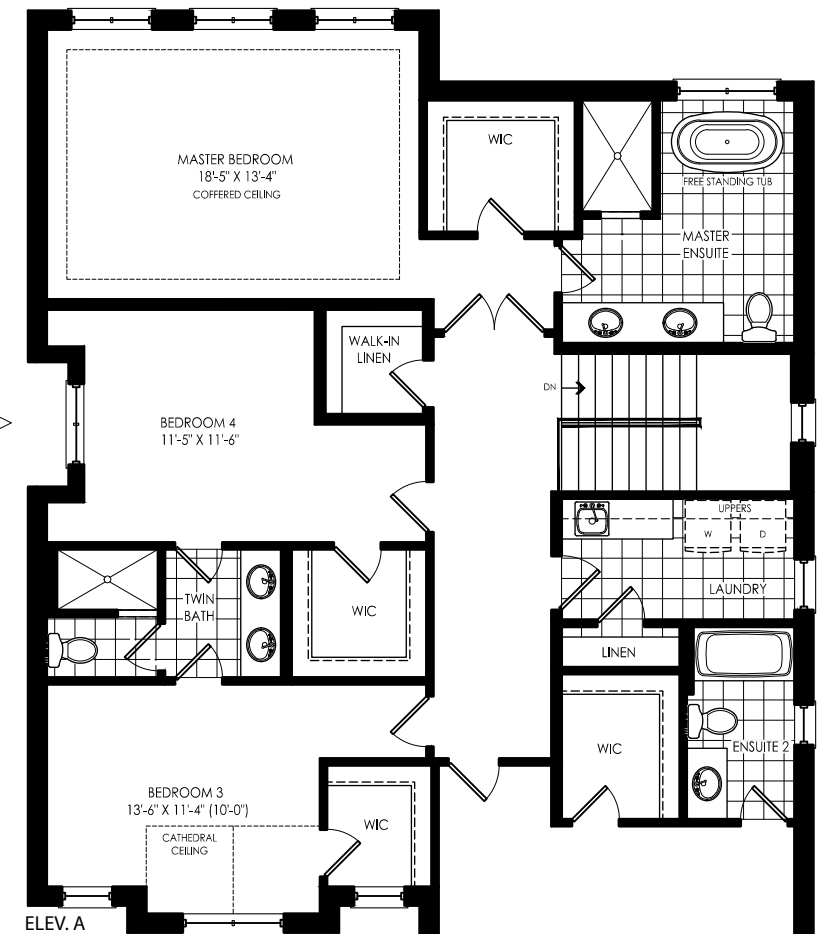 MASTER BEDROOM
18'-5" X 13'-4"
COFFERED CEILING
WIC
FREE STANDING TUB
MASTER
ENSUITE
WALK-IN
LINEN
DN
BEDROOM 4
11'-5" X 11'-6"
UPPERS
W
D
LAUNDRY
TWIN
BATH
WIC
LINEN
WIC
ENSUITE 2
BEDROOM 3
13'-6" X 11'-4" (10'-0")
CATHEDRAL
CEILING
WIC
ELEV. A